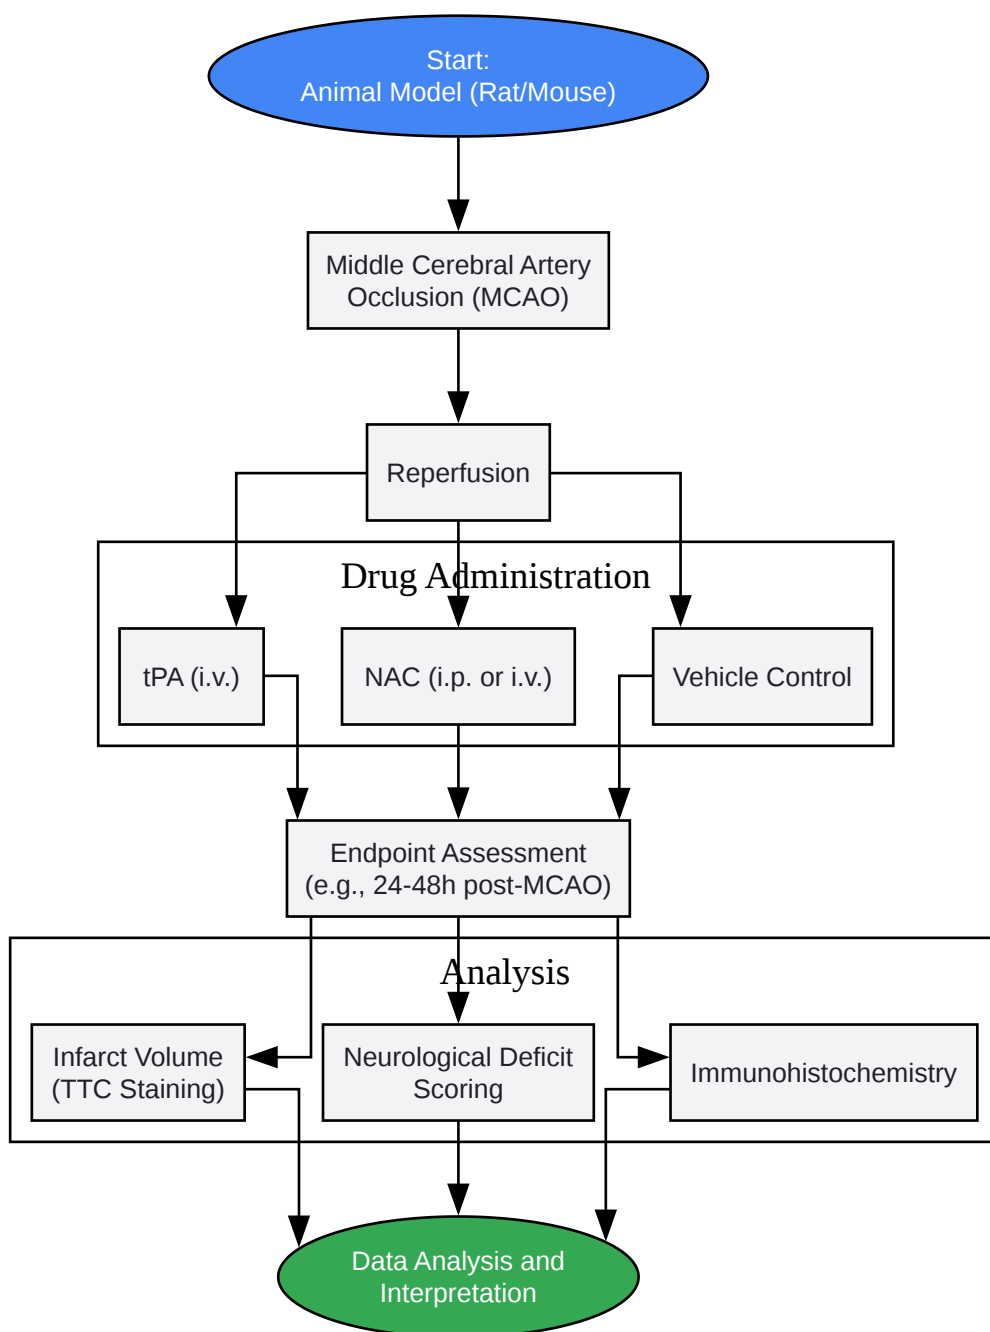 Start:
Animal Model (Rat/Mouse)
Middle Cerebral Artery
Occlusion (MCAO)
Reperfusion
Drug Administration
tPA (i.v.)
NAC (i.p. or i.v.)
Vehicle Control
Endpoint Assessment
(e.g., 24-48h post-MCAO)
Analysis
Infarct Volume
(TTC Staining)
Neurological Deficit
Scoring
Immunohistochemistry
Data Analysis and
Interpretation